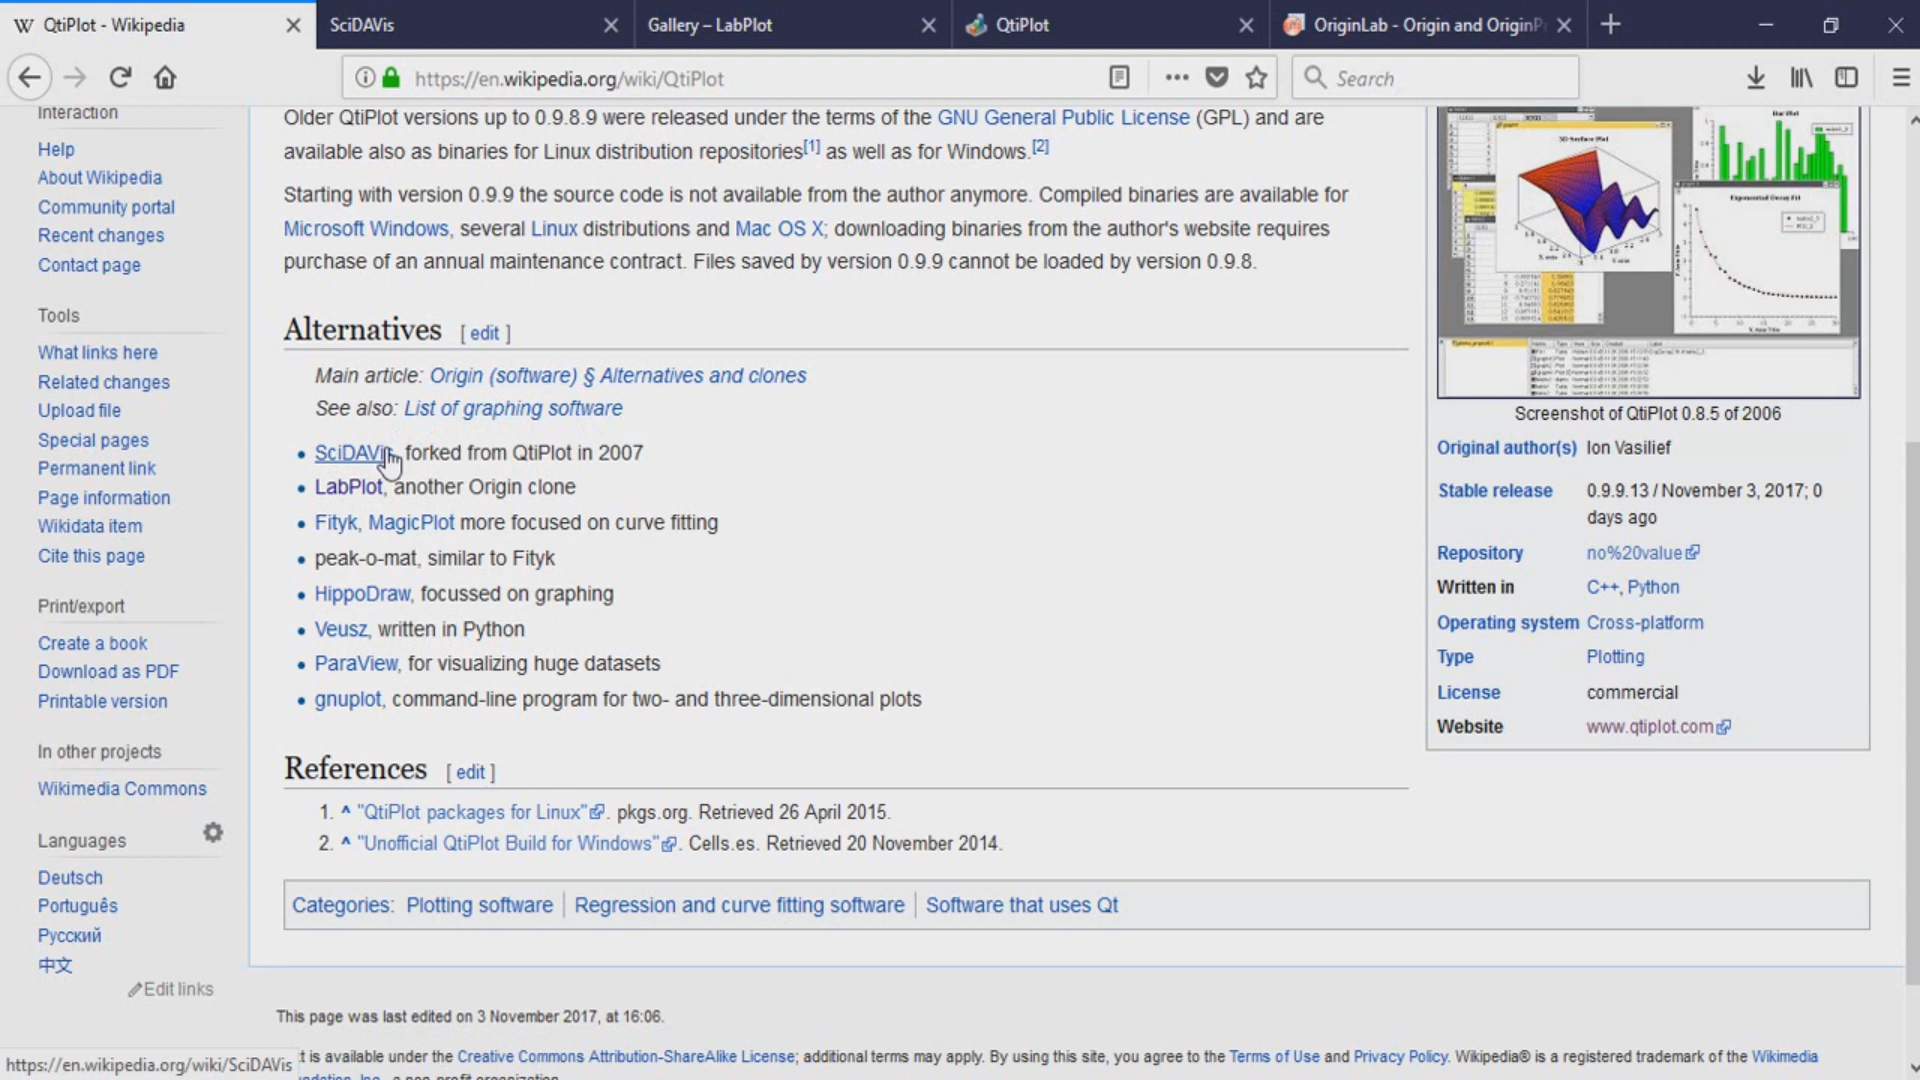 QtiPlot - Wikipedia
SciDAVis
Gallery – LabPlot
QtiPlot
OriginLab - Origin and OriginP
https://en.wikipedia.org/wiki/QtiPlot
Search
Interaction
Help
About Wikipedia
Community portal
Recent changes
Contact page
Tools
What links here
Related changes
Upload file
Special pages
Permanent link
Page information
Wikidata item
Cite this page
Print/export
Create a book
Download as PDF
Printable version
In other projects
Wikimedia Commons
Languages
Deutsch
Português
Русский
中文
Edit links
Older QtiPlot versions up to 0.9.8.9 were released under the terms of the GNU General Public License (GPL) and are
available also as binaries for Linux distribution repositories[1] as well as for Windows.[2]
Starting with version 0.9.9 the source code is not available from the author anymore. Compiled binaries are available for
Microsoft Windows, several Linux distributions and Mac OS X; downloading binaries from the author's website requires
purchase of an annual maintenance contract. Files saved by version 0.9.9 cannot be loaded by version 0.9.8.
Alternatives [ edit ]
Main article: Origin (software) § Alternatives and clones
See also: List of graphing software
• SciDAVis, forked from QtiPlot in 2007
• LabPlot, another Origin clone
• Fityk, MagicPlot more focused on curve fitting
• peak-o-mat, similar to Fityk
• HippoDraw, focussed on graphing
• Veusz, written in Python
• ParaView, for visualizing huge datasets
• gnuplot, command-line program for two- and three-dimensional plots
References [ edit ]
1. ^ "QtiPlot packages for Linux". pkgs.org. Retrieved 26 April 2015.
2. ^ "Unofficial QtiPlot Build for Windows". Cells.es. Retrieved 20 November 2014.
Categories: Plotting software | Regression and curve fitting software | Software that uses Qt
3D Surface Plot
Bar Plot
Exponential Decay Fit
Screenshot of QtiPlot 0.8.5 of 2006
Original author(s) Ion Vasilief
Stable release 0.9.9.13 / November 3, 2017; 0
days ago
Repository no%20value
Written in C++, Python
Operating system Cross-platform
Type Plotting
License commercial
Website www.qtiplot.com
This page was last edited on 3 November 2017, at 16:06.
t is available under the Creative Commons Attribution-ShareAlike License; additional terms may apply. By using this site, you agree to the Terms of Use and Privacy Policy. Wikipedia® is a registered trademark of the Wikimedia
https://en.wikipedia.org/wiki/SciDAVis